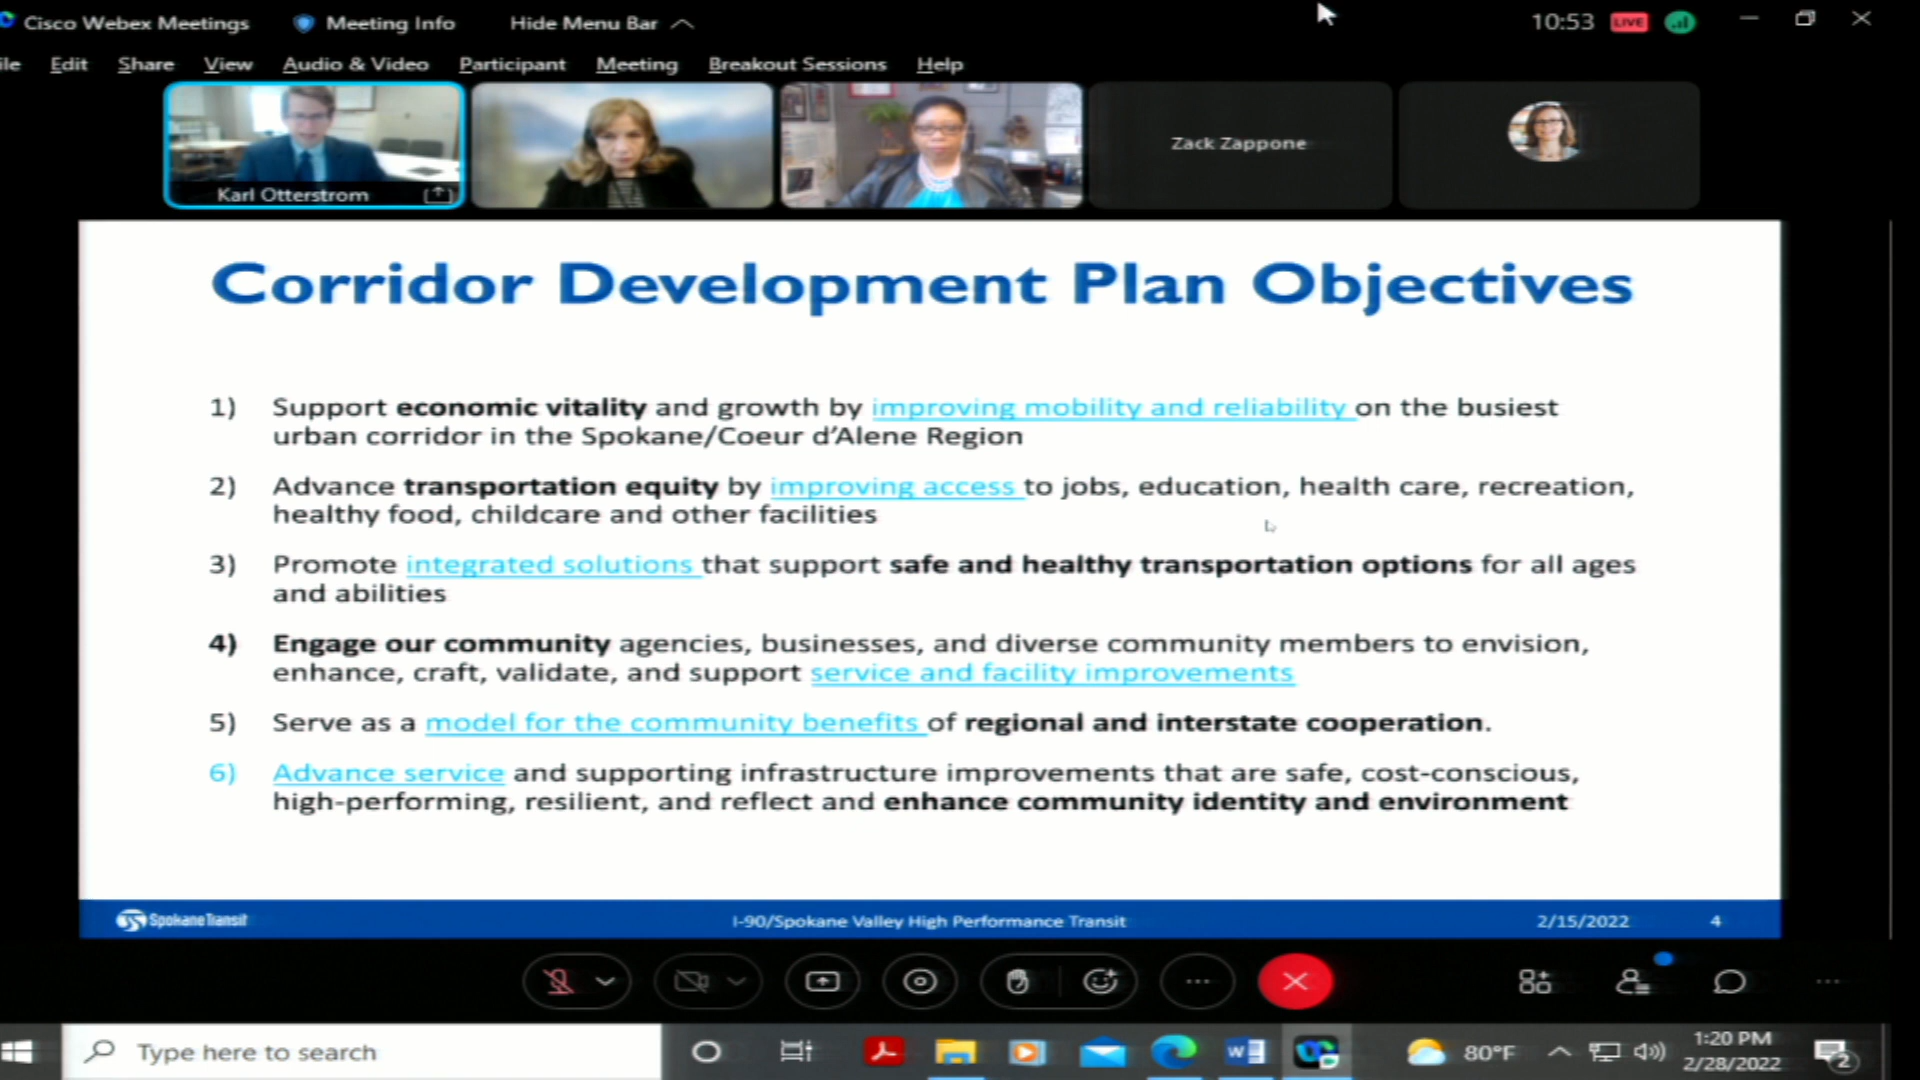 Cisco Webex Meetings
Meeting Info
Hide Menu Bar
10:53
LIVE
ile Edit Share View Audio & Video Participant Meeting Breakout Sessions Help
Karl Otterstrom
Zack Zappone
Corridor Development Plan Objectives
1) Support economic vitality and growth by improving mobility and reliability on the busiest
urban corridor in the Spokane/Coeur d’Alene Region
2) Advance transportation equity by improving access to jobs, education, health care, recreation,
healthy food, childcare and other facilities
3) Promote integrated solutions that support safe and healthy transportation options for all ages
and abilities
4) Engage our community agencies, businesses, and diverse community members to envision,
enhance, craft, validate, and support service and facility improvements
5) Serve as a model for the community benefits of regional and interstate cooperation.
6) Advance service and supporting infrastructure improvements that are safe, cost-conscious,
high-performing, resilient, and reflect and enhance community identity and environment
Spokane Transit
I-90/Spokane Valley High Performance Transit
2/15/2022
4
Type here to search
80°F
1:20 PM
2/28/2022
2